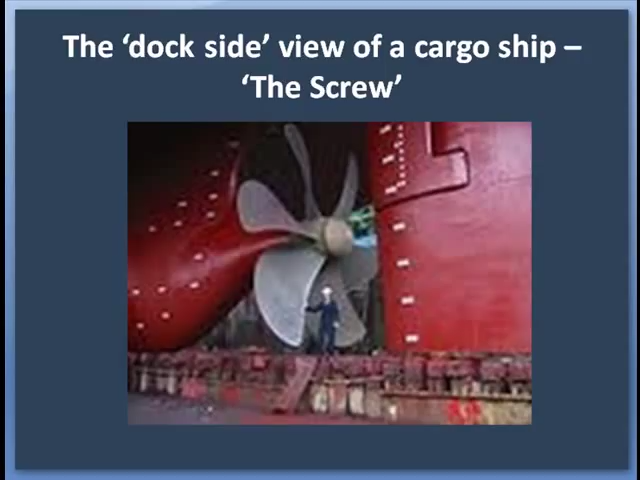 The ‘dock side’ view of a cargo ship –
‘The Screw’